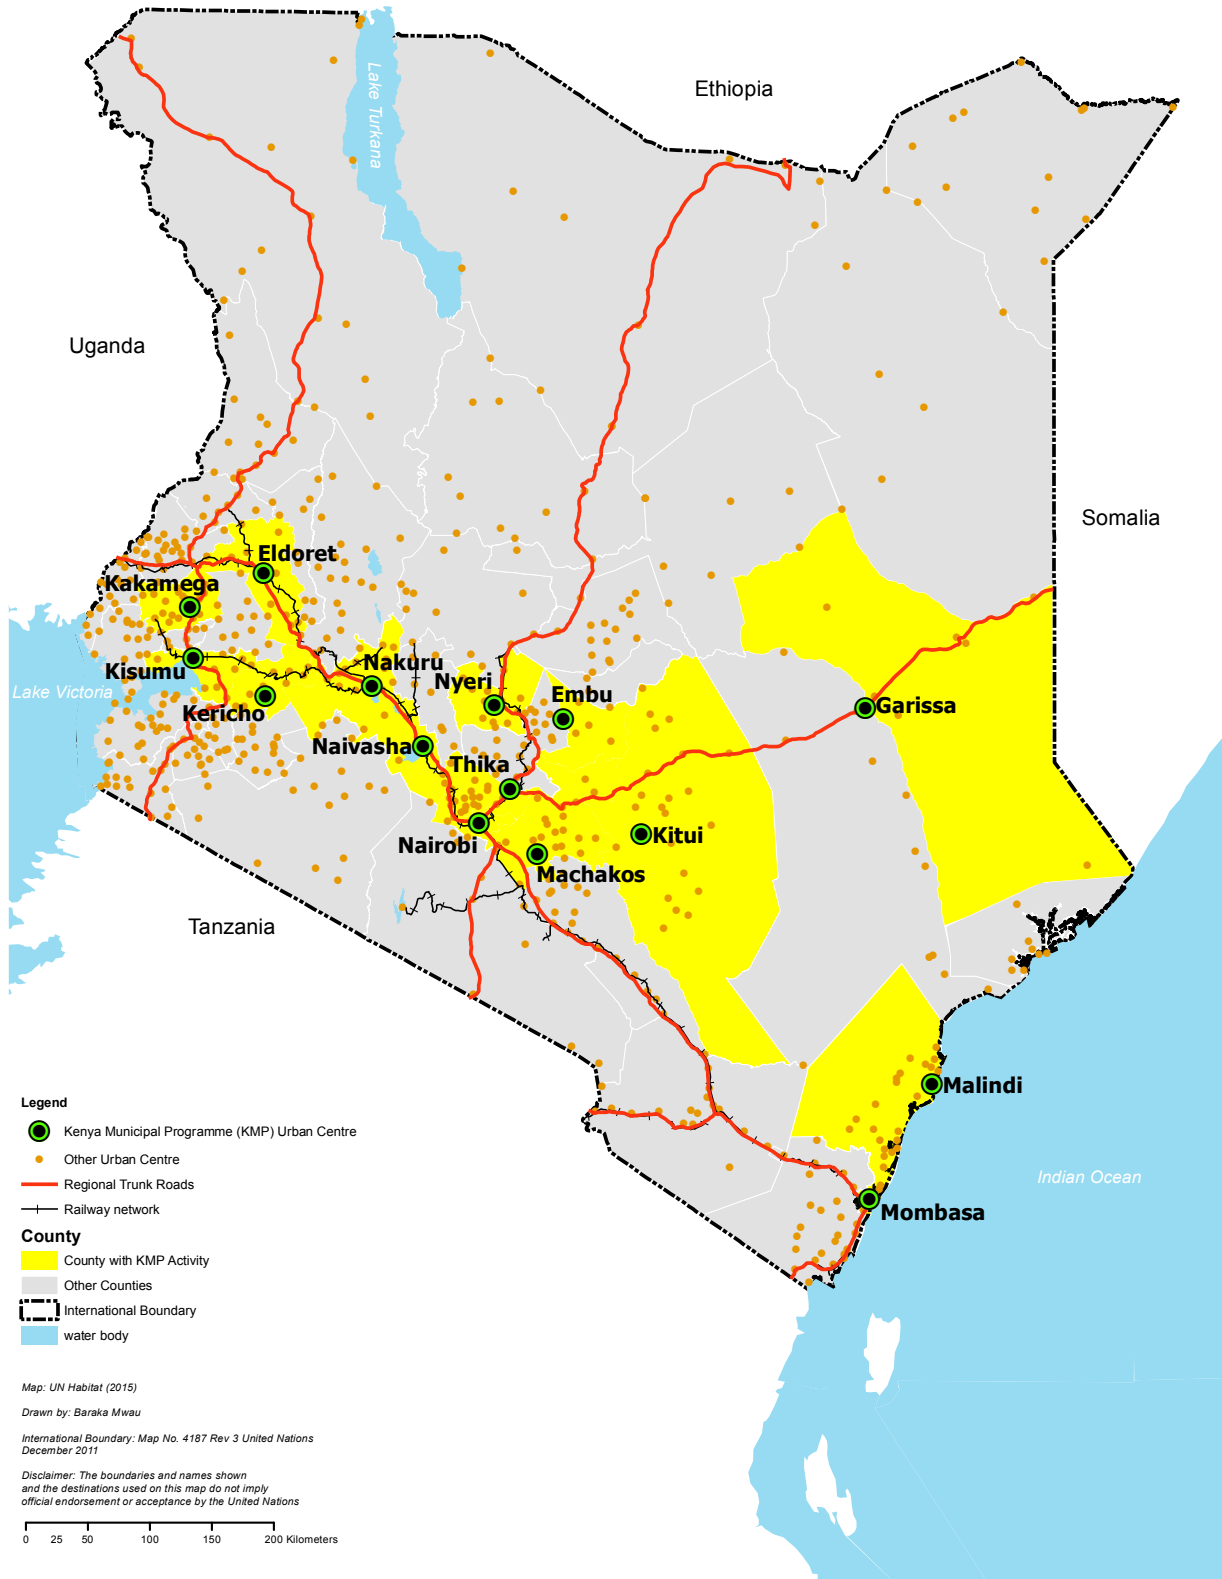 Ethiopia
Lake Turkana
Uganda
Somalia
Eldoret
Kakamega
Kisumu
Nakuru
Lake Victoria
Nyeri
Embu
Kericho
Garissa
Naivasha
Thika
Nairobi
Kitui
Machakos
Tanzania
Malindi
Indian Ocean
Mombasa
Legend
Kenya Municipal Programme (KMP) Urban Centre
Other Urban Centre
Regional Trunk Roads
Railway network
County
County with KMP Activity
Other Counties
International Boundary
water body
Map: UN Habitat (2015)
Drawn by: Baraka Mwau
International Boundary: Map No. 4187 Rev 3 United Nations
December 2011
Disclaimer: The boundaries and names shown
and the destinations used on this map do not imply
official endorsement or acceptance by the United Nations
0 25 50 100 150 200 Kilometers